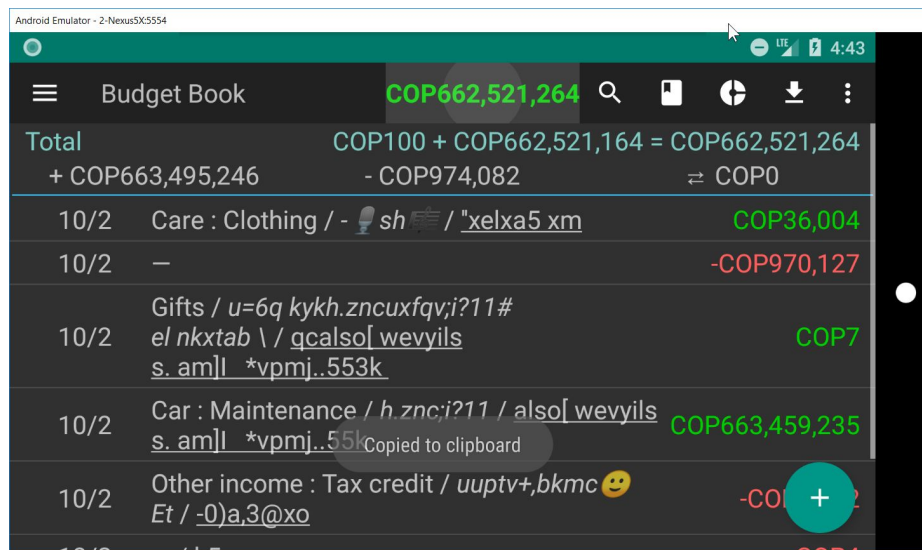 Android Emulator - 2-Nexus5X:5554
LTE 4:43
Budget Book COP662,521,264
Total COP100 + COP662,521,164 = COP662,521,264
+ COP663,495,246 - COP974,082 ⇄ COP0
10/2 Care : Clothing / - 🎙️ sh🎼 / "xelxa5 xm COP36,004
10/2 — -COP970,127
Gifts / u=6q kykh.zncuxfqv;i?11#
10/2 el nkxtab \ / qcalso[ wevyils COP7
s. am]l *vpmj..553k
Car : Maintenance / h.znc;i?11 / also[ wevyils
10/2 COP663,459,235
s. am]l *vpmj..55k
Copied to clipboard
Other income : Tax credit / uuptv+,bkmc🙂
10/2 +
Et / -0)a,3@xo